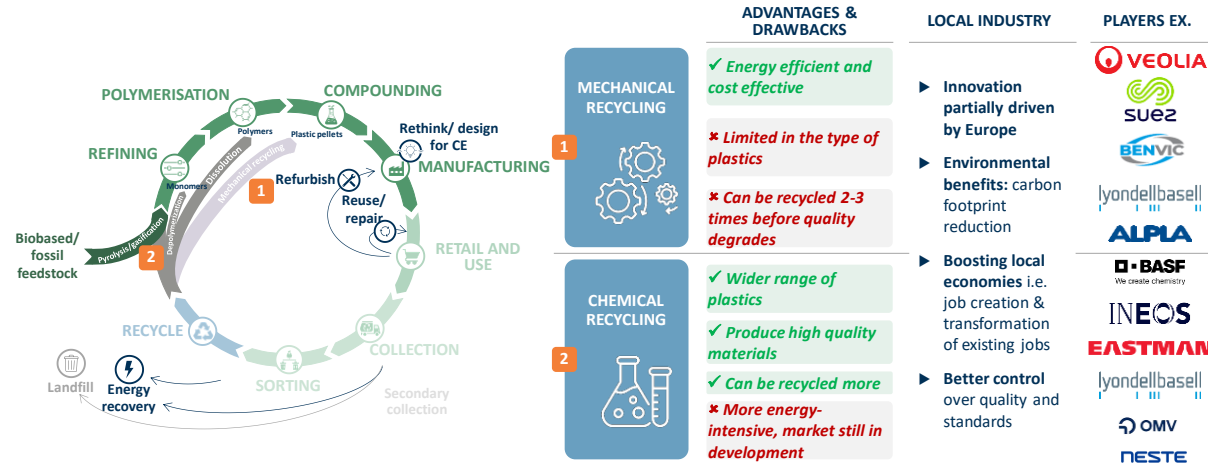 POLYMERISATION
COMPOUNDING
Polymers
Plastic pellets
Rethink/ design
for CE
REFINING
MANUFACTURING
Monomers
Dissolution
Mechanical recycling
1
Refurbish
Reuse/
repair
Depolymerization
Pyrolysis/gasification
2
Biobased/
fossil
feedstock
RETAIL AND
USE
RECYCLE
COLLECTION
SORTING
Landfill
Energy
recovery
Secondary
collection
ADVANTAGES &
DRAWBACKS
LOCAL INDUSTRY
PLAYERS EX.
MECHANICAL
RECYCLING
1
✓ Energy efficient and
cost effective
✖ Limited in the type of
plastics
✖ Can be recycled 2-3
times before quality
degrades
CHEMICAL
RECYCLING
2
✓ Wider range of
plastics
✓ Produce high quality
materials
✓ Can be recycled more
✖ More energy-
intensive, market still in
development
▶ Innovation
partially driven
by Europe
▶ Environmental
benefits: carbon
footprint
reduction
▶ Boosting local
economies i.e.
job creation &
transformation
of existing jobs
▶ Better control
over quality and
standards
VEOLIA
suez
BENVIC
lyondellbasell
ALPLA
BASF
We create chemistry
INEOS
EASTMAN
lyondellbasell
OMV
NESTE